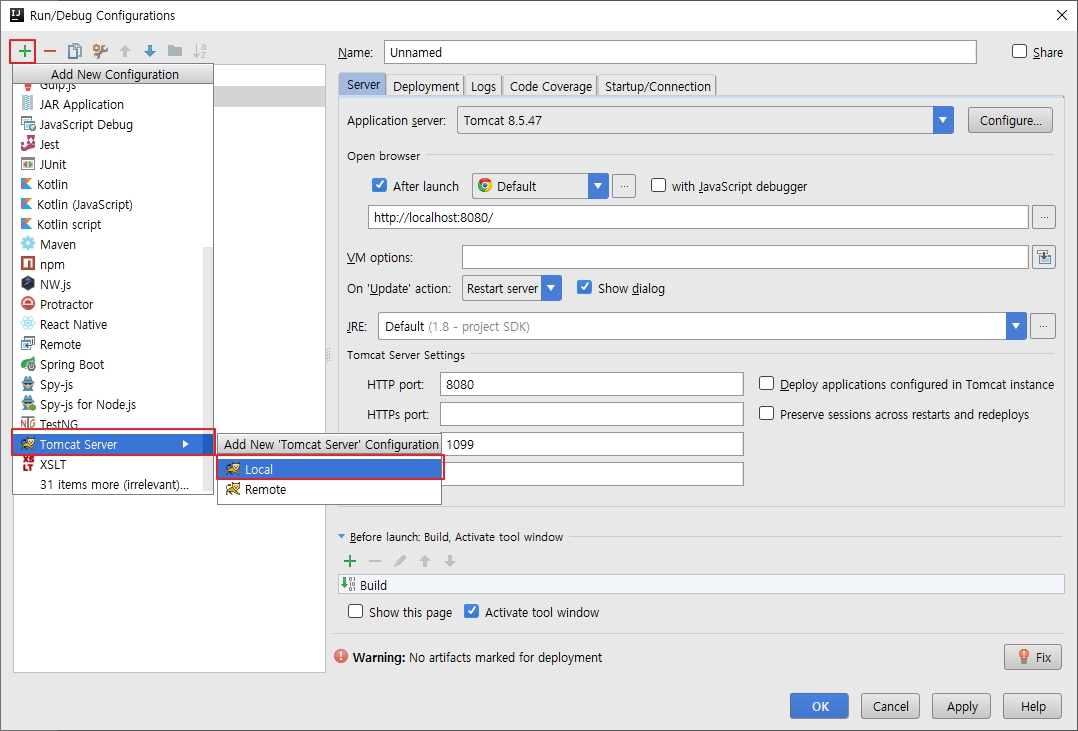 Run/Debug Configurations
Add New Configuration
Gulp.js
JAR Application
JavaScript Debug
Jest
JUnit
Kotlin
Kotlin (JavaScript)
Kotlin script
Maven
npm
NW.js
Protractor
React Native
Remote
Spring Boot
Spy-js
Spy-js for Node.js
TestNG
Tomcat Server
XSLT
31 items more (irrelevant)...
Add New 'Tomcat Server' Configuration
Local
Remote
Name: Unnamed Share
Server Deployment Logs Code Coverage Startup/Connection
Application server: Tomcat 8.5.47 Configure...
Open browser
After launch Default ... with JavaScript debugger
http://localhost:8080/ ...
VM options:
On 'Update' action: Restart server Show dialog
JRE: Default (1.8 - project SDK) ...
Tomcat Server Settings
HTTP port: 8080 Deploy applications configured in Tomcat instance
HTTPs port: Preserve sessions across restarts and redeploys
1099
Before launch: Build, Activate tool window
Build
Show this page Activate tool window
Warning: No artifacts marked for deployment Fix
OK Cancel Apply Help